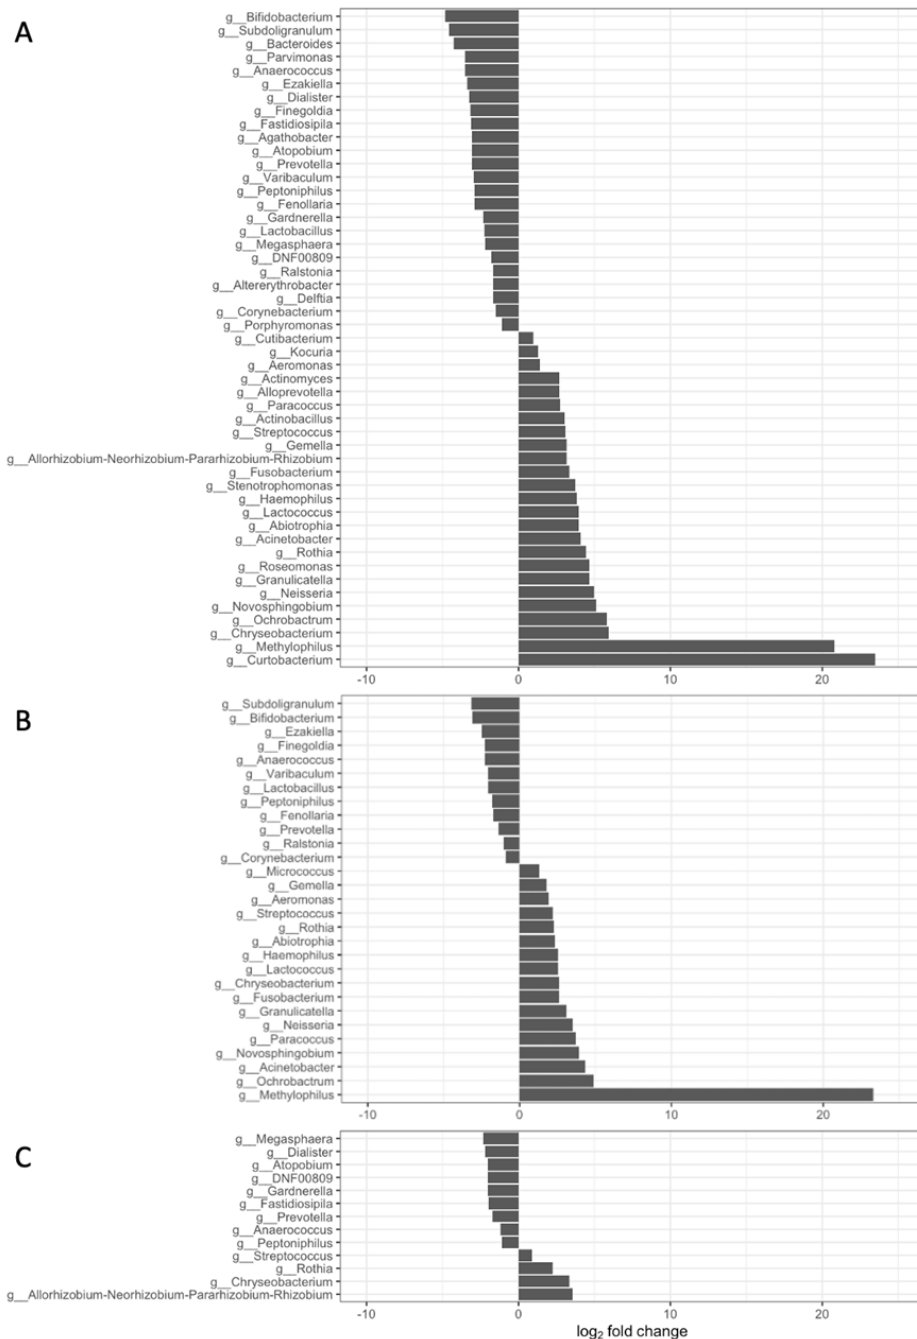 A
g__Bifidobacterium
g__Subdoligranulum
g__Bacteroides
g__Parvimonas
g__Anaerococcus
g__Ezakiella
g__Dialister
g__Finegoldia
g__Fastidiosipila
g__Agathobacter
g__Atopobium
g__Prevotella
g__Varibaculum
g__Peptoniphilus
g__Fenollaria
g__Gardnerella
g__Lactobacillus
g__Megasphaera
g__DNF00809
g__Ralstonia
g__Altererythrobacter
g__Delftia
g__Corynebacterium
g__Porphyromonas
g__Cutibacterium
g__Kocuria
g__Aeromonas
g__Actinomyces
g__Alloprevotella
g__Paracoccus
g__Actinobacillus
g__Streptococcus
g__Gemella
g__Allorhizobium-Neorhizobium-Pararhizobium-Rhizobium
g__Fusobacterium
g__Stenotrophomonas
g__Haemophilus
g__Lactococcus
g__Abiotrophia
g__Acinetobacter
g__Rothia
g__Roseomonas
g__Granulicatella
g__Neisseria
g__Novosphingobium
g__Ochrobactrum
g__Chryseobacterium
g__Methylophilus
g__Curtobacterium
-10 0 10 20
B
g__Subdoligranulum
g__Bifidobacterium
g__Ezakiella
g__Finegoldia
g__Anaerococcus
g__Varibaculum
g__Lactobacillus
g__Peptoniphilus
g__Fenollaria
g__Prevotella
g__Ralstonia
g__Corynebacterium
g__Micrococcus
g__Gemella
g__Aeromonas
g__Streptococcus
g__Rothia
g__Abiotrophia
g__Haemophilus
g__Lactococcus
g__Chryseobacterium
g__Fusobacterium
g__Granulicatella
g__Neisseria
g__Paracoccus
g__Novosphingobium
g__Acinetobacter
g__Ochrobactrum
g__Methylophilus
-10 0 10 20
C
g__Megasphaera
g__Dialister
g__Atopobium
g__DNF00809
g__Gardnerella
g__Fastidiosipila
g__Prevotella
g__Anaerococcus
g__Peptoniphilus
g__Streptococcus
g__Rothia
g__Chryseobacterium
g__Allorhizobium-Neorhizobium-Pararhizobium-Rhizobium
-10 0 10 20
log₂ fold change